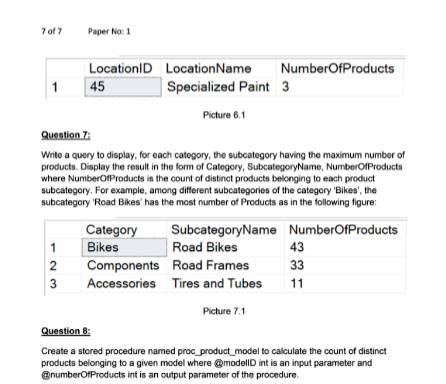 7 of 7 Paper No: 1
LocationID LocationName NumberOfProducts
1 45 Specialized Paint 3
Picture 6.1
Question 7:
Write a query to display, for each category, the subcategory having the maximum number of
products. Display the result in the form of Category, SubcategoryName, NumberOfProducts
where NumberOfProducts is the count of distinct products belonging to each product
subcategory. For example, among different subcategories of the category 'Bikes', the
subcategory 'Road Bikes' has the most number of Products as in the following figure:
Category SubcategoryName NumberOfProducts
1 Bikes Road Bikes 43
2 Components Road Frames 33
3 Accessories Tires and Tubes 11
Picture 7.1
Question 8:
Create a stored procedure named proc_product_model to calculate the count of distinct
products belonging to a given model where @modelID int is an input parameter and
@numberOfProducts int is an output parameter of the procedure.